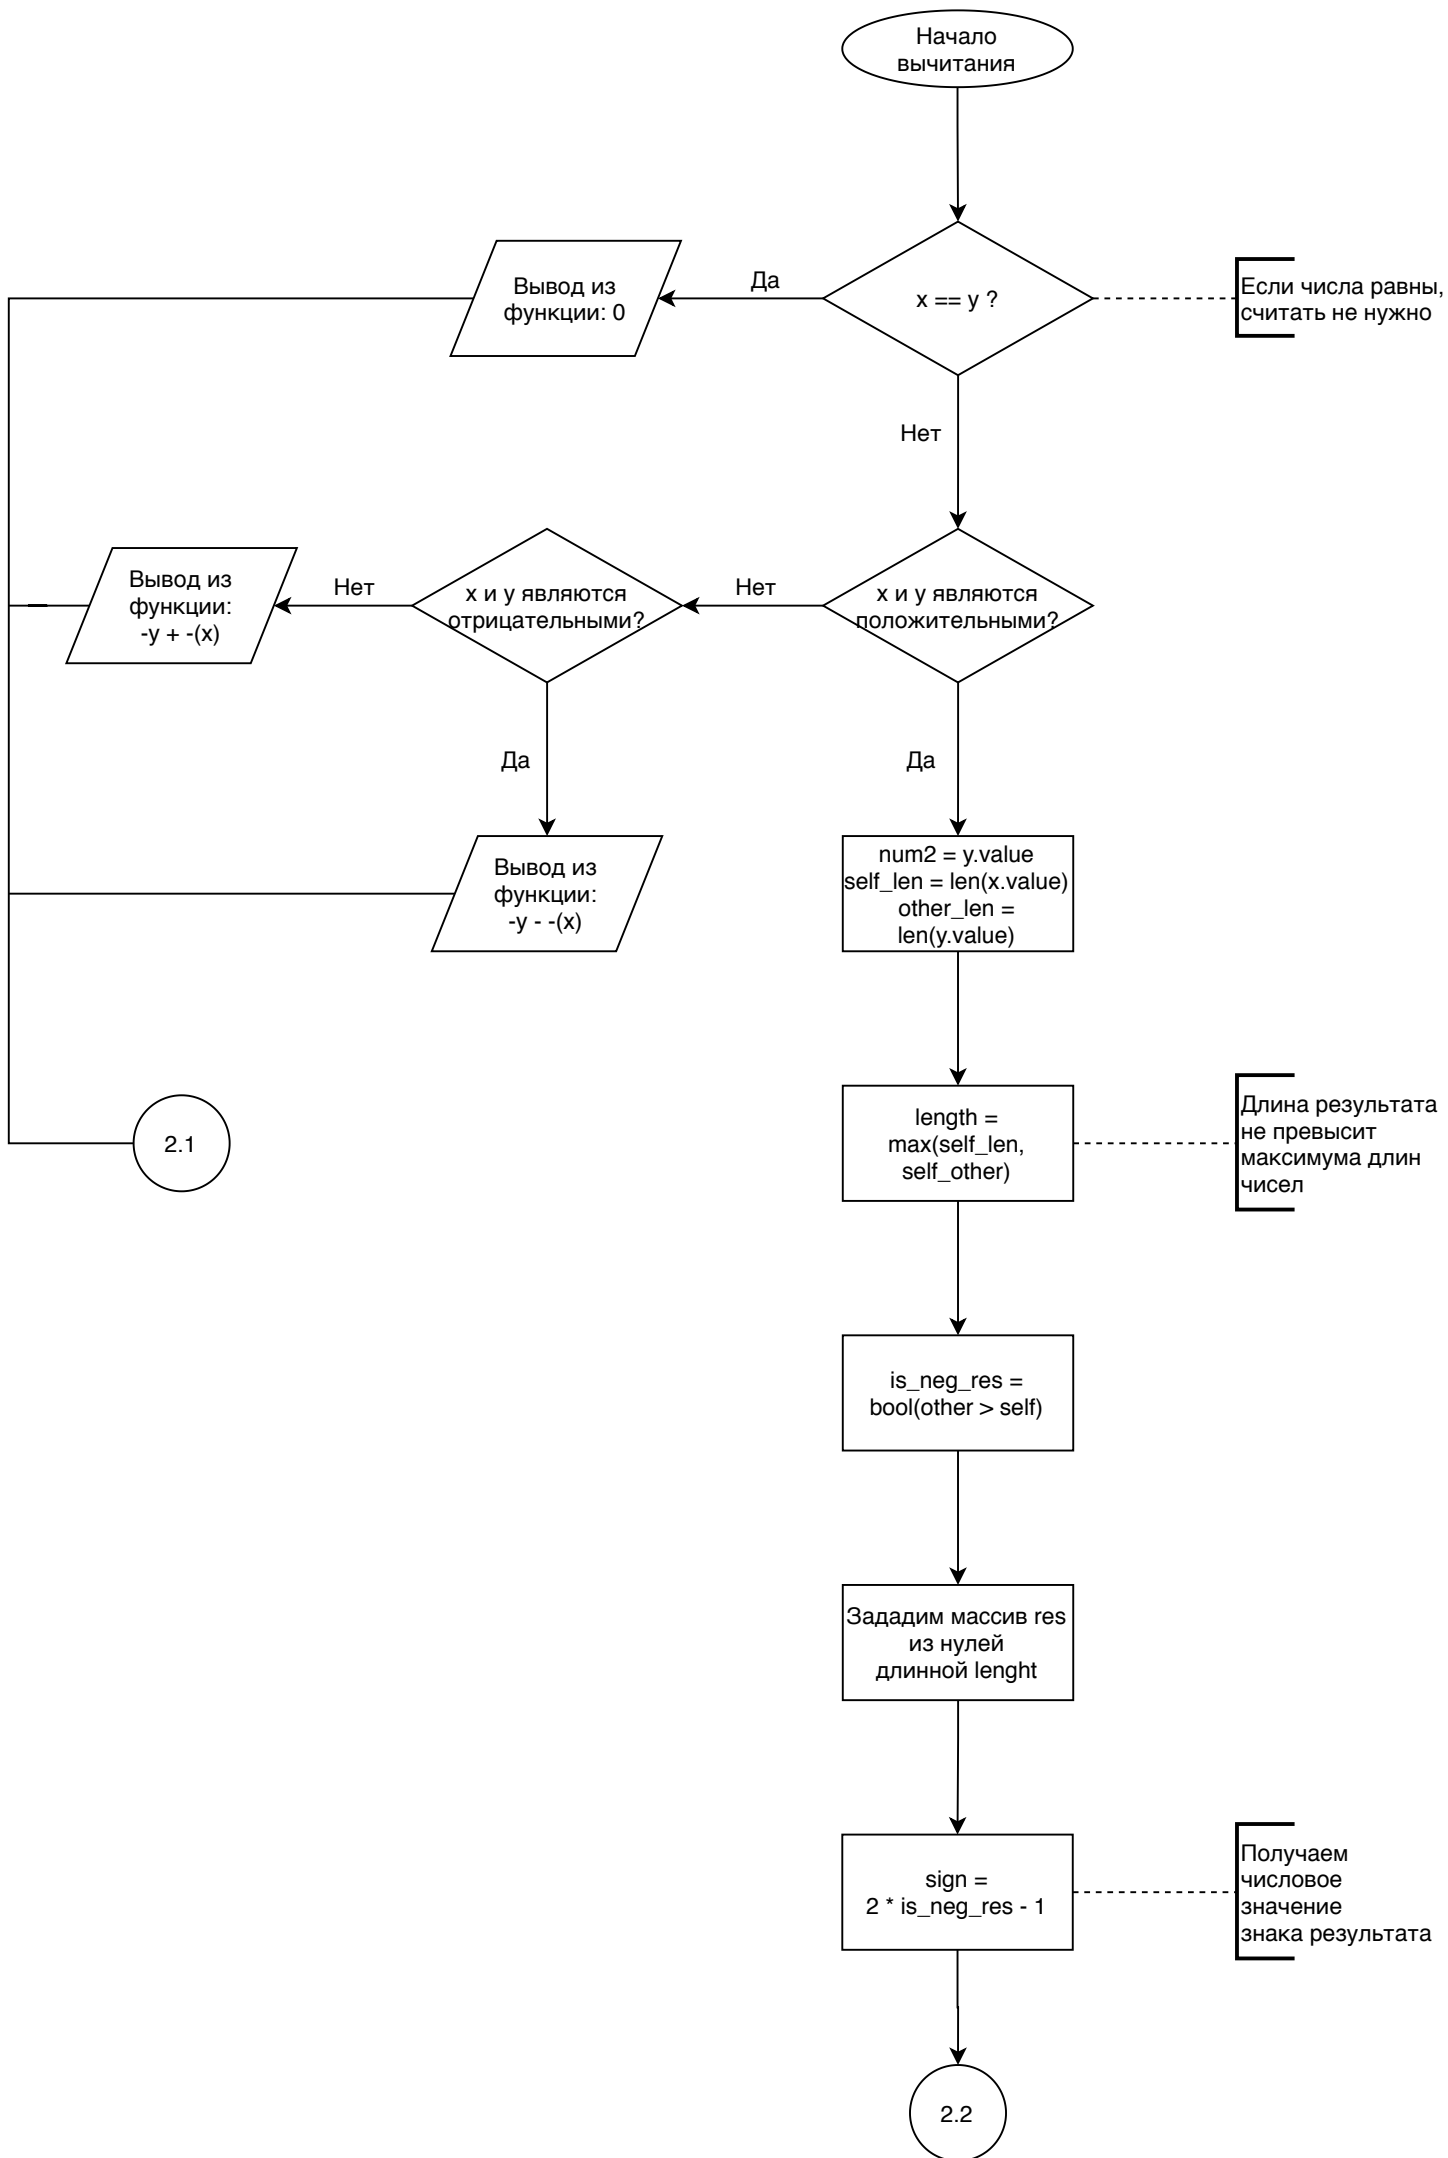 Начало
вычитания
Вывод из
функции: 0
Да
x == y ?
Если числа равны,
считать не нужно
Нет
Вывод из
функции:
-y + -(x)
Нет
x и y являются
отрицательными?
Нет
x и y являются
положительными?
Да
Да
Вывод из
функции:
-y - -(x)
num2 = y.value
self_len = len(x.value)
other_len =
len(y.value)
2.1
length =
max(self_len,
self_other)
Длина результата
не превысит
максимума длин
чисел
is_neg_res =
bool(other > self)
Зададим массив res
из нулей
длинной lenght
sign =
2 * is_neg_res - 1
Получаем
числовое
значение
знака результата
2.2